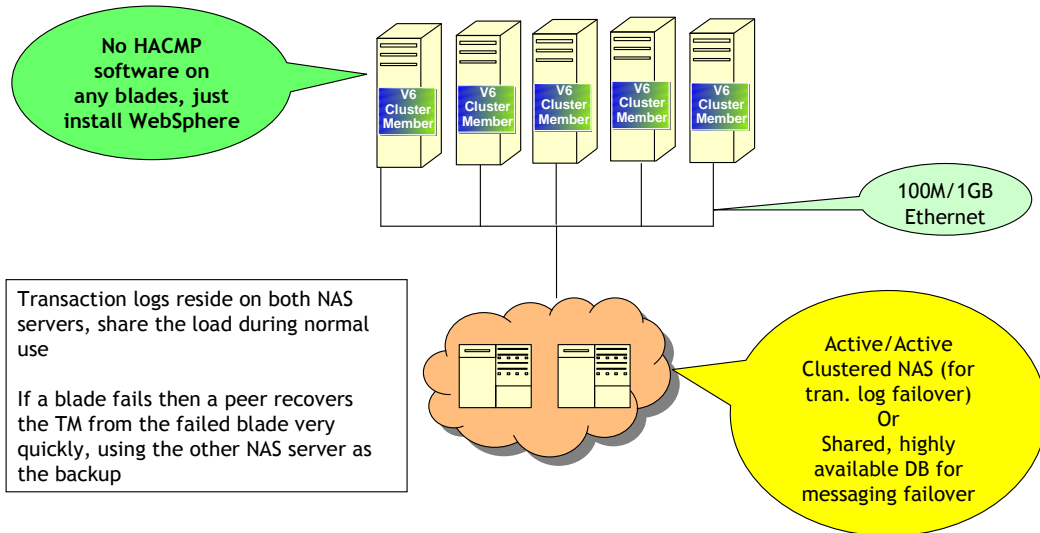 No HACMP
software on
any blades, just
install WebSphere
V6
Cluster
Member
V6
Cluster
Member
V6
Cluster
Member
V6
Cluster
Member
V6
Cluster
Member
100M/1GB
Ethernet
Transaction logs reside on both NAS
servers, share the load during normal
use
If a blade fails then a peer recovers
the TM from the failed blade very
quickly, using the other NAS server as
the backup
Active/Active
Clustered NAS (for
tran. log failover)
Or
Shared, highly
available DB for
messaging failover